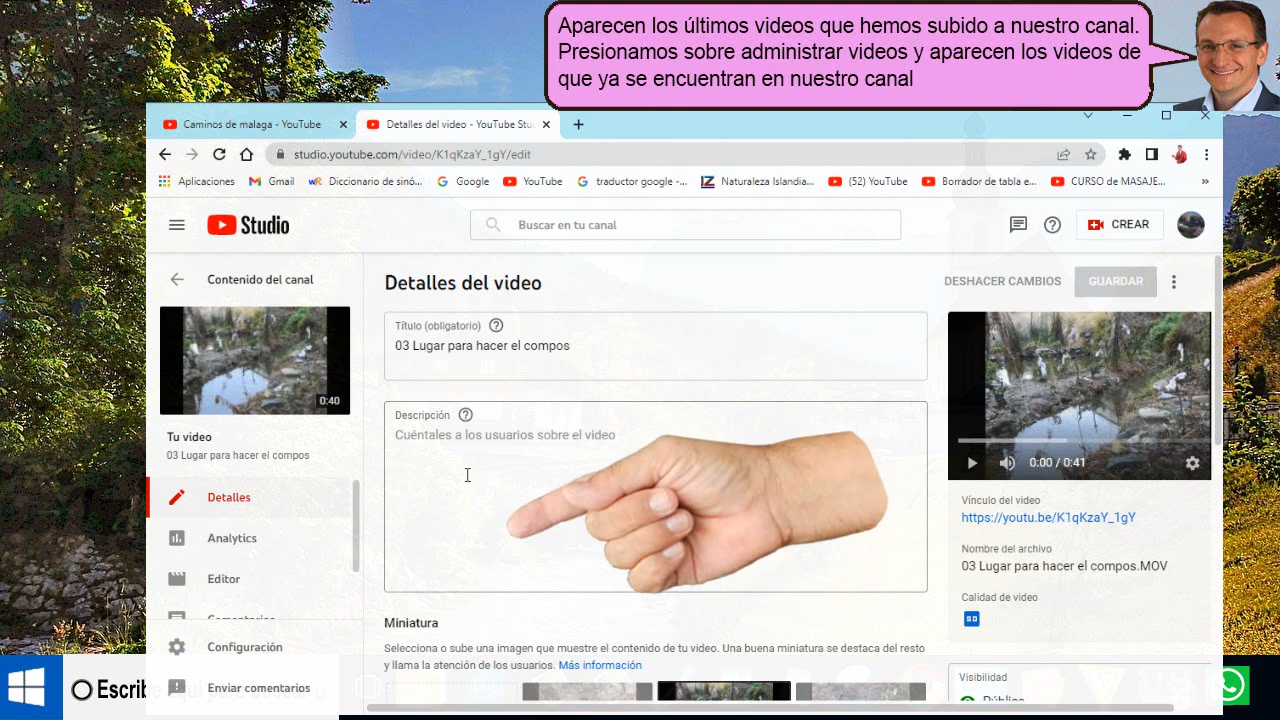 Aparecen los últimos videos que hemos subido a nuestro canal.
Presionamos sobre administrar videos y aparecen los videos de
que ya se encuentran en nuestro canal
Caminos de malaga - YouTube
Detalles del video - YouTube Stu
studio.youtube.com/video/K1qKzaY_1gY/edit
Aplicaciones
Gmail
Diccionario de sinó...
Google
YouTube
traductor google -...
Naturaleza Islandia...
(52) YouTube
Borrador de tabla e...
CURSO de MASAJE...
»
Studio
Buscar en tu canal
CREAR
Contenido del canal
0:40
Tu video
03 Lugar para hacer el compos
Detalles
Analytics
Editor
Comentarios
Configuración
Enviar comentarios
Detalles del video
DESHACER CAMBIOS
GUARDAR
Título (obligatorio)
03 Lugar para hacer el compos
Descripción
Cuéntales a los usuarios sobre el video
Miniatura
Selecciona o sube una imagen que muestre el contenido de tu video. Una buena miniatura se destaca del resto
y llama la atención de los usuarios. Más información
0:00 / 0:41
Vínculo del video
https://youtu.be/K1qKzaY_1gY
Nombre del archivo
03 Lugar para hacer el compos.MOV
Calidad de video
SD
Visibilidad
Público
Escribe